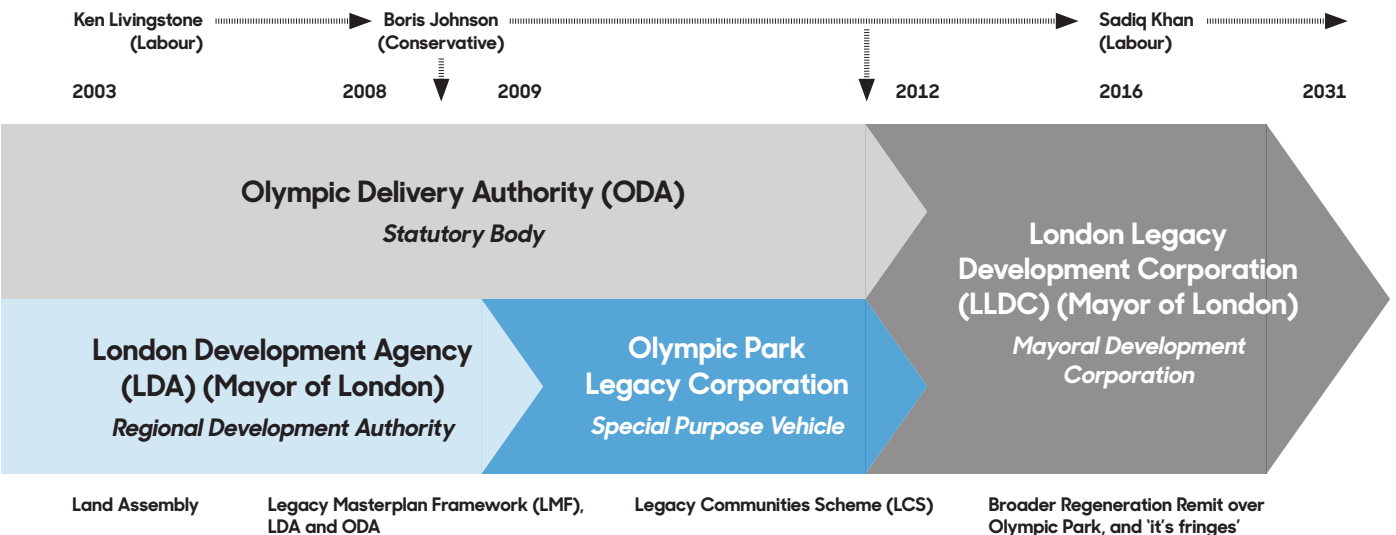 Ken Livingstone
(Labour)
Boris Johnson
(Conservative)
Sadiq Khan
(Labour)
2003
2008
2009
2012
2016
2031
Olympic Delivery Authority (ODA)
Statutory Body
London Development Agency
(LDA) (Mayor of London)
Regional Development Authority
Olympic Park
Legacy Corporation
Special Purpose Vehicle
London Legacy
Development Corporation
(LLDC) (Mayor of London)
Mayoral Development
Corporation
Land Assembly
Legacy Masterplan Framework (LMF),
LDA and ODA
Legacy Communities Scheme (LCS)
Broader Regeneration Remit over
Olympic Park, and ‘it’s fringes’